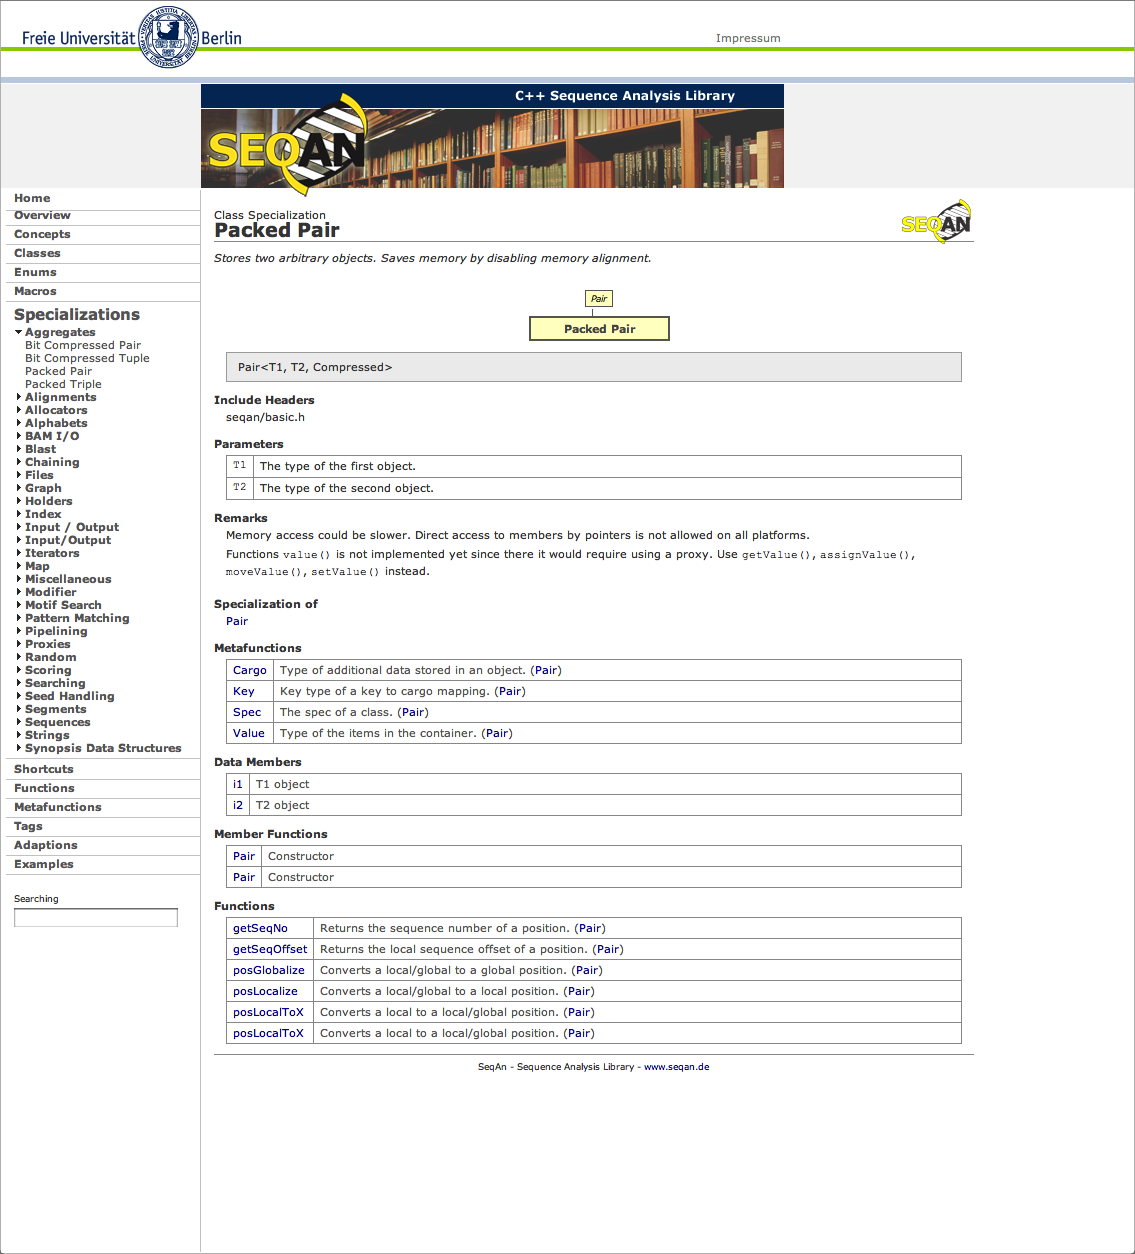 Freie Universität Berlin
Impressum
C++ Sequence Analysis Library
SEQAN
Home
Overview
Concepts
Classes
Enums
Macros
Specializations
Aggregates
Bit Compressed Pair
Bit Compressed Tuple
Packed Pair
Packed Triple
Alignments
Allocators
Alphabets
BAM I/O
Blast
Chaining
Files
Graph
Holders
Index
Input / Output
Input/Output
Iterators
Map
Miscellaneous
Modifier
Motif Search
Pattern Matching
Pipelining
Proxies
Random
Scoring
Searching
Seed Handling
Segments
Sequences
Strings
Synopsis Data Structures
Shortcuts
Functions
Metafunctions
Tags
Adaptions
Examples
Searching
Class Specialization
Packed Pair
SEQAN
Stores two arbitrary objects. Saves memory by disabling memory alignment.
Pair
Packed Pair
Pair<T1, T2, Compressed>
Include Headers
seqan/basic.h
Parameters
T1 The type of the first object.
T2 The type of the second object.
Remarks
Memory access could be slower. Direct access to members by pointers is not allowed on all platforms.
Functions value() is not implemented yet since there it would require using a proxy. Use getValue(), assignValue(),
moveValue(), setValue() instead.
Specialization of
Pair
Metafunctions
Cargo Type of additional data stored in an object. (Pair)
Key Key type of a key to cargo mapping. (Pair)
Spec The spec of a class. (Pair)
Value Type of the items in the container. (Pair)
Data Members
i1 T1 object
i2 T2 object
Member Functions
Pair Constructor
Pair Constructor
Functions
getSeqNo Returns the sequence number of a position. (Pair)
getSeqOffset Returns the local sequence offset of a position. (Pair)
posGlobalize Converts a local/global to a global position. (Pair)
posLocalize Converts a local/global to a local position. (Pair)
posLocalToX Converts a local to a local/global position. (Pair)
posLocalToX Converts a local to a local/global position. (Pair)
SeqAn - Sequence Analysis Library - www.seqan.de